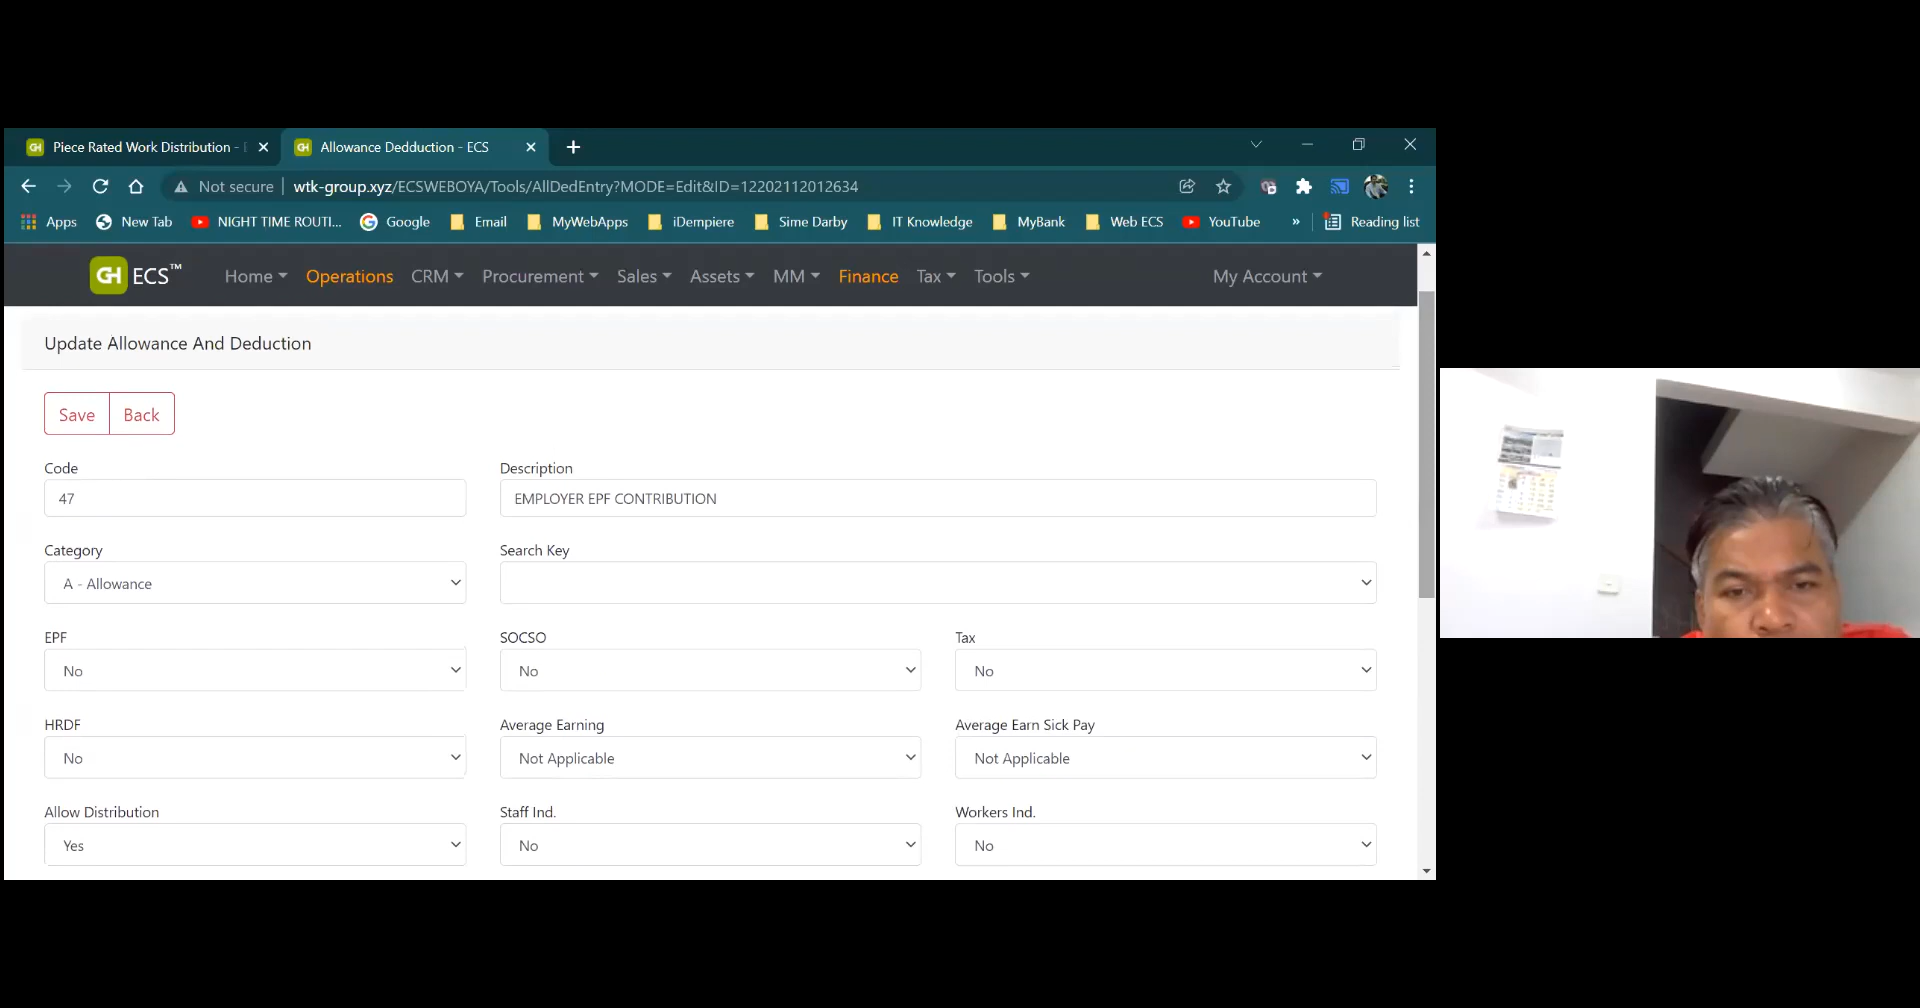 Piece Rated Work Distribution -
Allowance Dedduction - ECS
Not secure
wtk-group.xyz/ECSWEBOYA/Tools/AllDedEntry?MODE=Edit&ID=12202112012634
Apps
New Tab
NIGHT TIME ROUTI...
Google
Email
MyWebApps
iDempiere
Sime Darby
IT Knowledge
MyBank
Web ECS
YouTube
»
Reading list
GH ECS™
Home
Operations
CRM
Procurement
Sales
Assets
MM
Finance
Tax
Tools
My Account
Update Allowance And Deduction
Save
Back
Code
Description
47
EMPLOYER EPF CONTRIBUTION
Category
Search Key
A - Allowance
EPF
SOCSO
Tax
No
No
No
HRDF
Average Earning
Average Earn Sick Pay
No
Not Applicable
Not Applicable
Allow Distribution
Staff Ind.
Workers Ind.
Yes
No
No